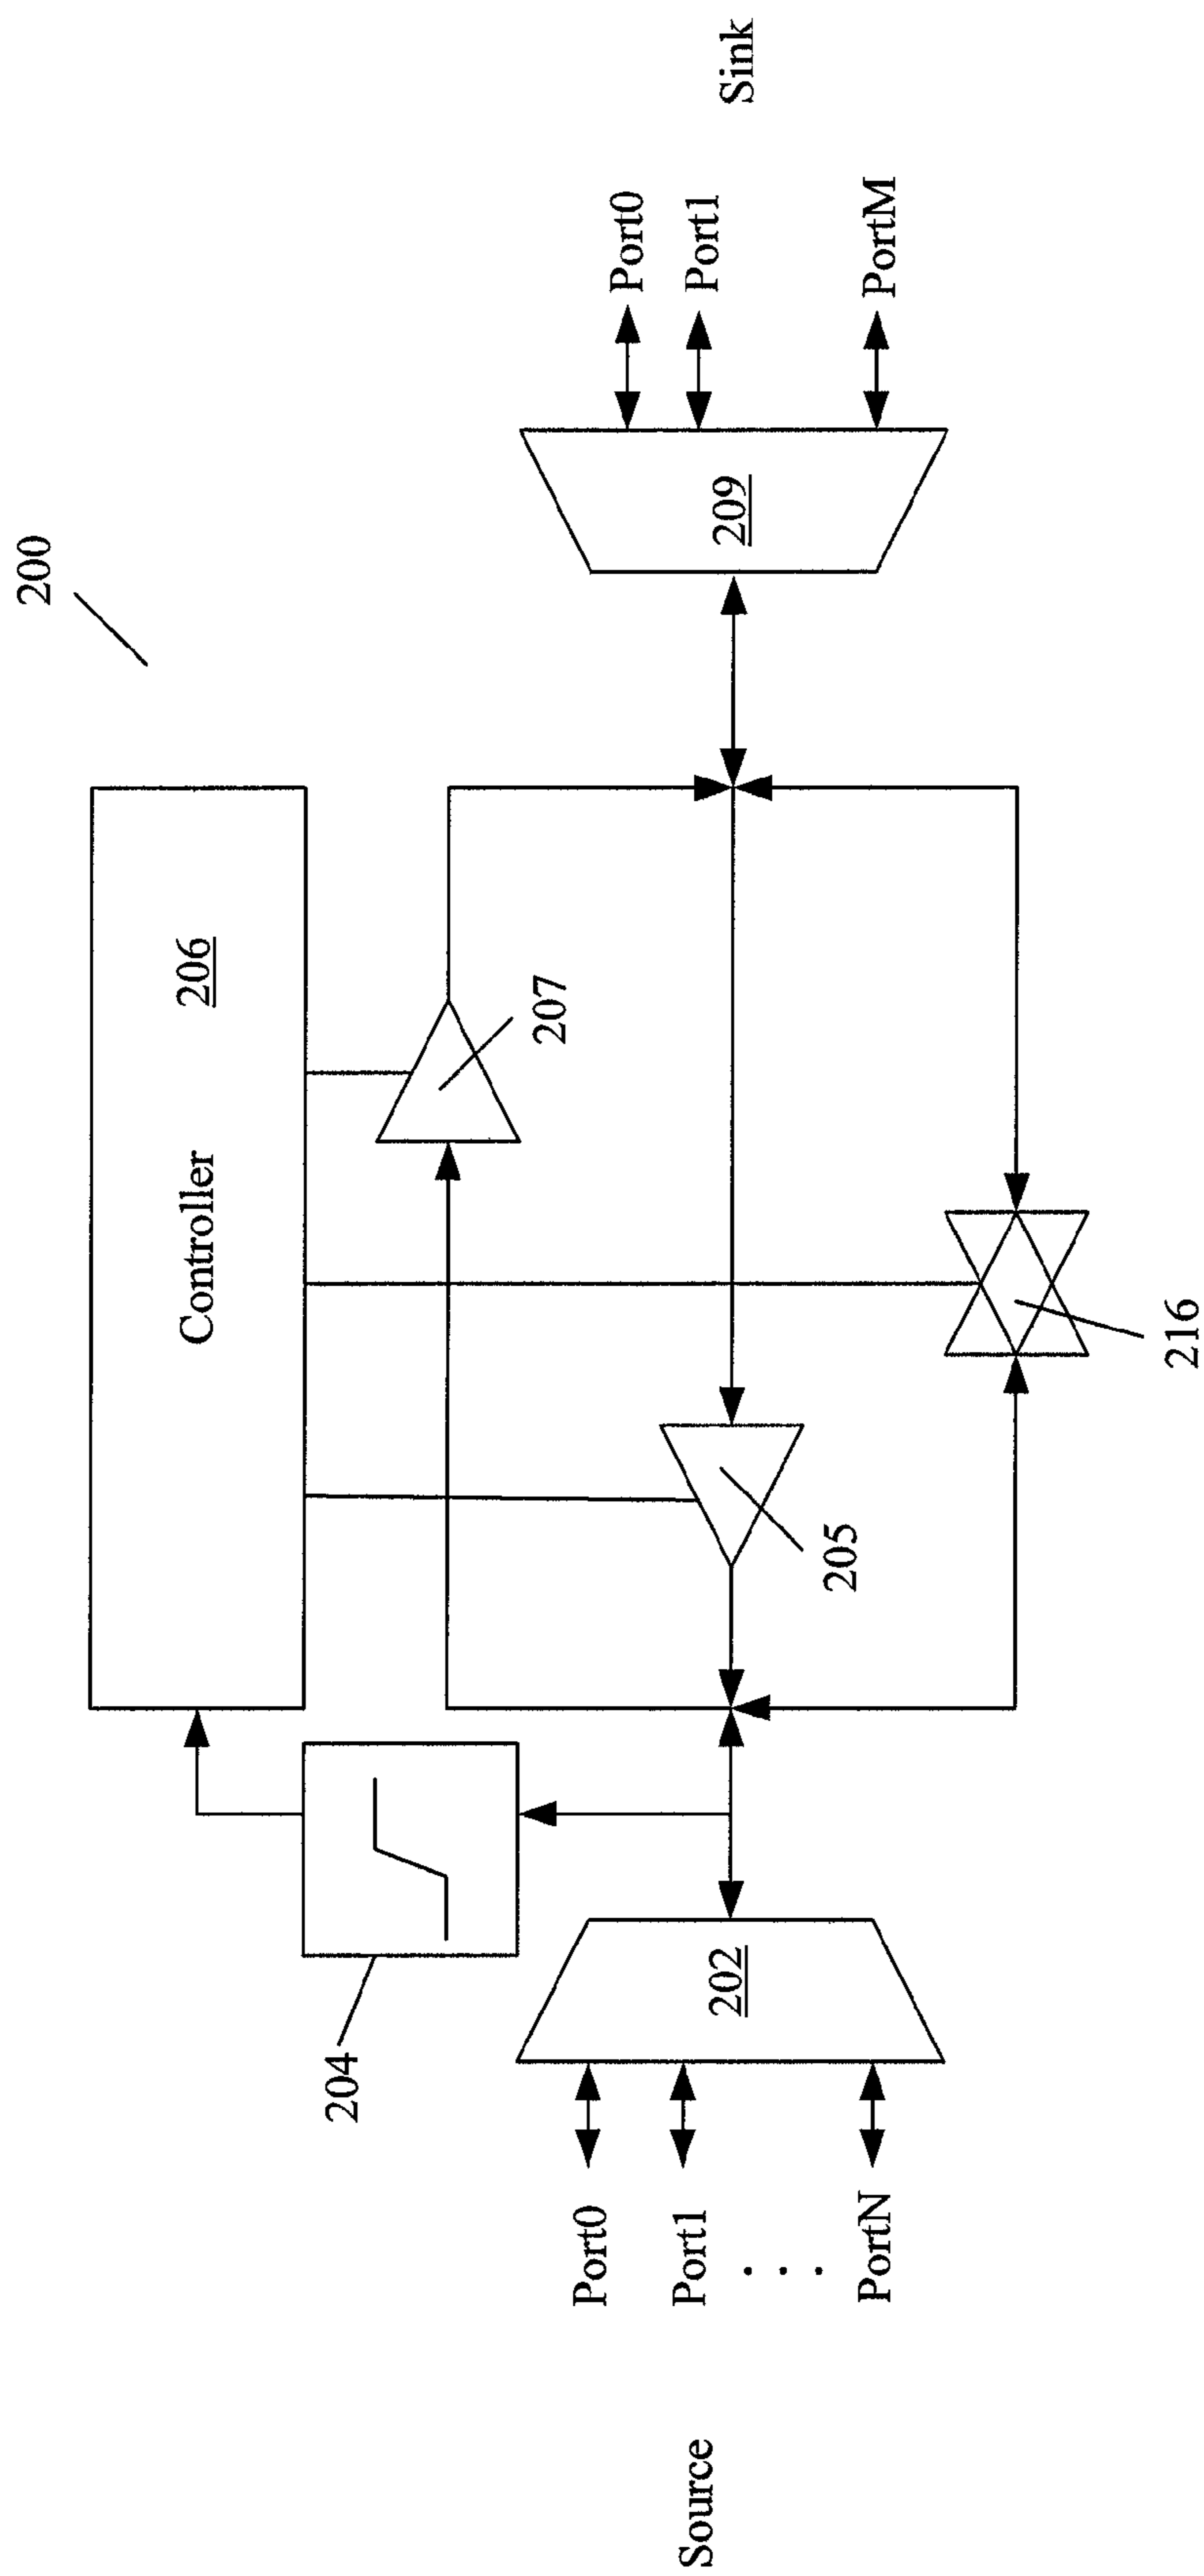 200
Controller 206
204
207
Source
Port0
Port1
. . .
PortN
202
205
216
209
Port0
Port1
PortM
Sink